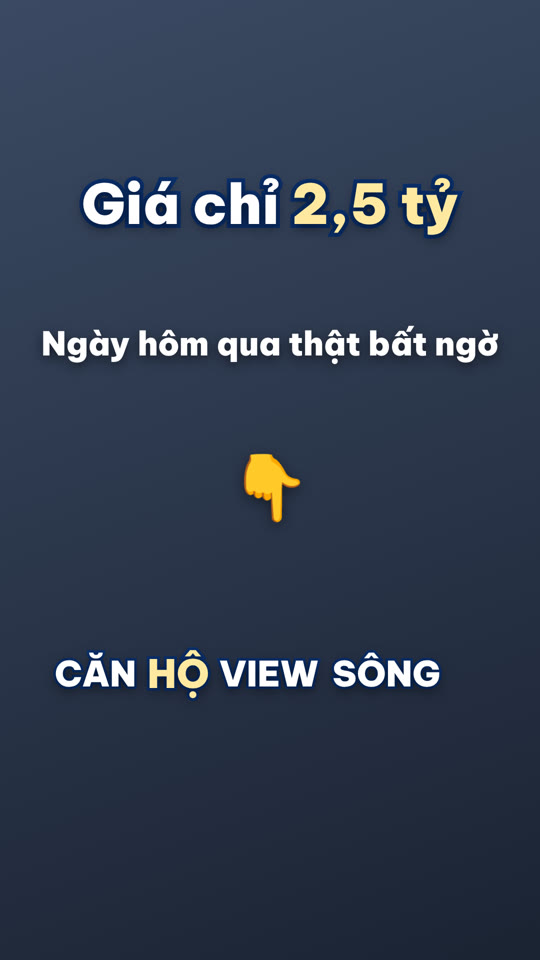 Giá chỉ 2,5 tỷ
Ngày hôm qua thật bất ngờ
CĂN HỘ VIEW SÔNG